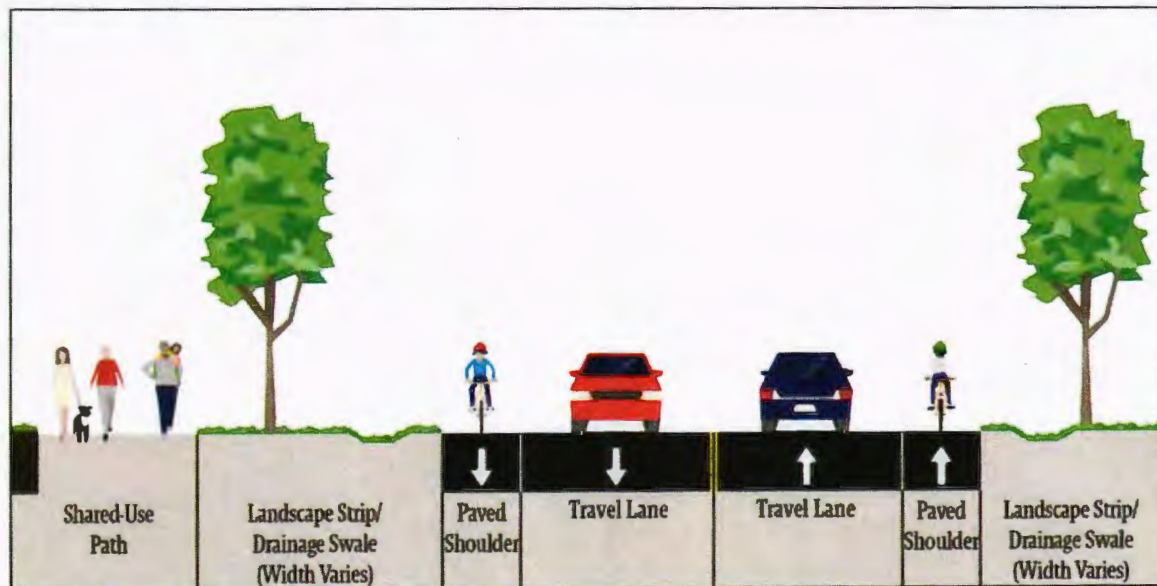 Shared-Use
Path
Landscape Strip/
Drainage Swale
(Width Varies)
Paved
Shoulder
Travel Lane
Travel Lane
Paved
Shoulder
Landscape Strip/
Drainage Swale
(Width Varies)